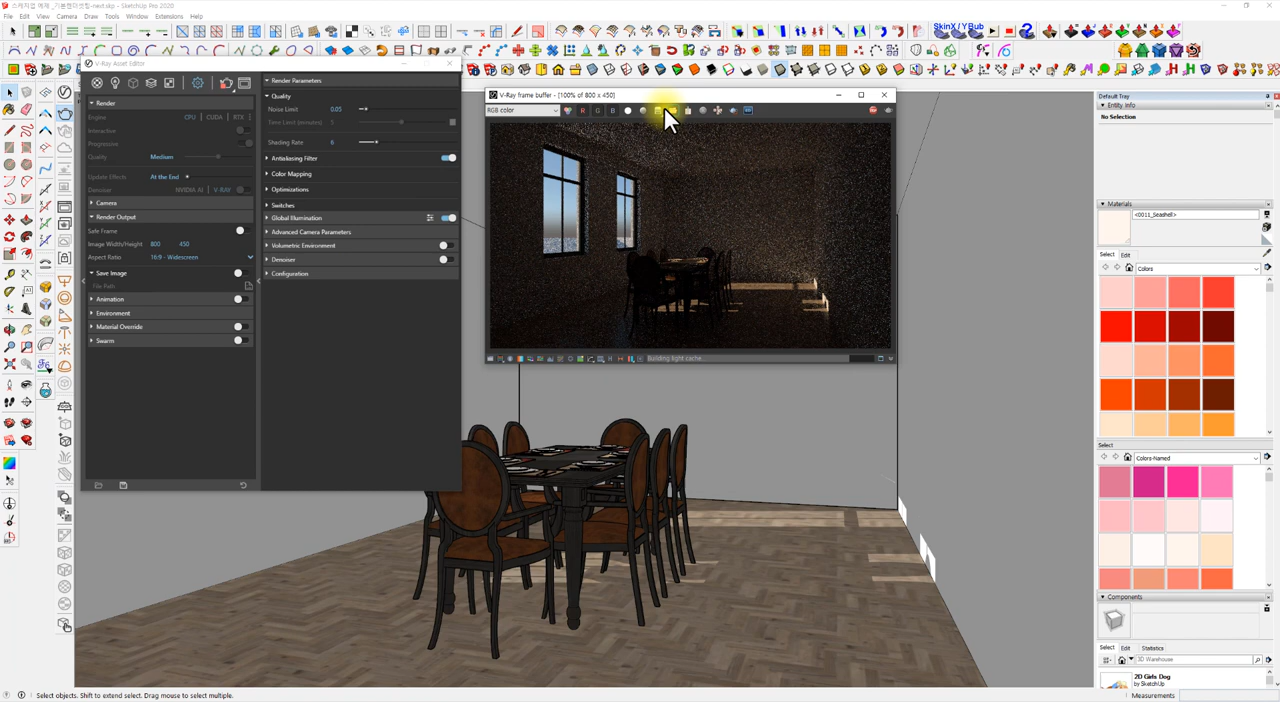 스케치업 예제 _기본렌더셋팅-next.skp - SketchUp Pro 2020
File Edit View Camera Draw Tools Window Extensions Help
SkinX/YBub
V-Ray Asset Editor
Render
Engine CPU CUDA RTX
Interactive
Progressive
Quality Medium
Update Effects At the End
Denoiser NVIDIA AI V-RAY
Camera
Render Output
Safe Frame
Image Width/Height 800 450
Aspect Ratio 16:9 - Widescreen
Save Image
File Path
Animation
Environment
Material Override
Swarm
Render Parameters
Quality
Noise Limit 0.05
Time Limit (minutes) 5
Shading Rate 6
Antialiasing Filter
Color Mapping
Optimizations
Switches
Global Illumination
Advanced Camera Parameters
Volumetric Environment
Denoiser
Configuration
V-Ray frame buffer - [100% of 800 x 450]
RGB color R G B
Building light cache...
Default Tray
Entity Info
No Selection
Materials
<0011_Seashell>
Select Edit
Colors
Select
Colors-Named
Components
Select Edit Statistics
3D Warehouse
2D Girls Dog
by SketchUp
Select objects. Shift to extend select. Drag mouse to select multiple.
Measurements